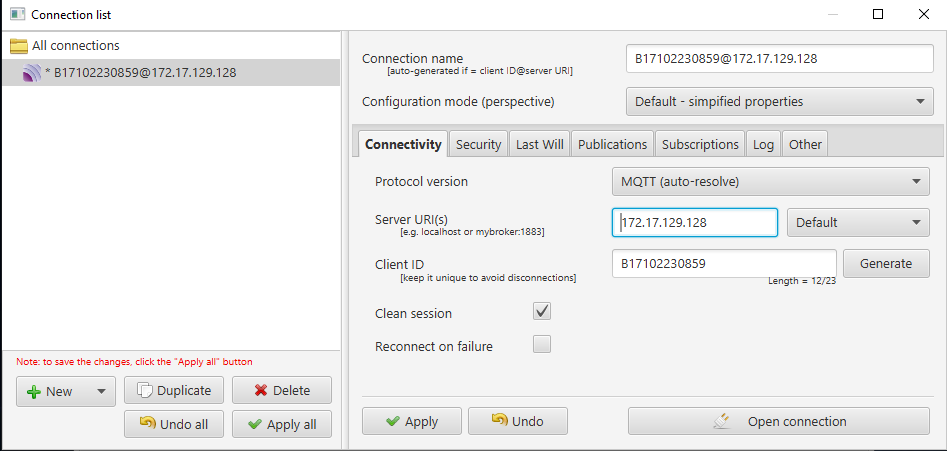 Connection list
All connections
* B17102230859@172.17.129.128
Note: to save the changes, click the "Apply all" button
New
Duplicate
Delete
Undo all
Apply all
Connection name
[auto-generated if = client ID@server URI]
B17102230859@172.17.129.128
Configuration mode (perspective)
Default - simpified properties
Connectivity Security Last Will Publications Subscriptions Log Other
Protocol version
MQTT (auto-resolve)
Server URI(s)
[e.g. localhost or mybroker:1883]
172.17.129.128
Default
Client ID
[keep it unique to avoid disconnections]
B17102230859
Generate
Length = 12/23
Clean session
Reconnect on failure
Apply
Undo
Open connection